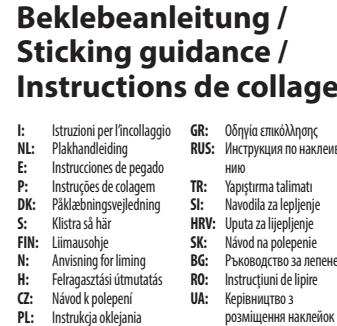 Beklebeanleitung /
Sticking guidance /
Instructions de collage
I: Istruzioni per l'incollaggio
NL: Plakhandleiding
E: Instrucciones de pegado
P: Instruções de colagem
DK: Påklæbningsvejledning
S: Klistra så här
FIN: Liimausohje
N: Anvisning for liming
H: Felragasztási útmutatás
CZ: Návod k polepení
PL: Instrukcja oklejania
GR: Οδηγία επικόλλησης
RUS: Инструкция по наклеи
нию
TR: Yapıştırma talimatı
SI: Navodila za lepljenje
HRV: Uputa za lijepljenje
SK: Návod na polepenie
BG: Ръководство за лепене
RO: Instrucțiuni de lipire
UA: Керівництво з
розміщення наклейок